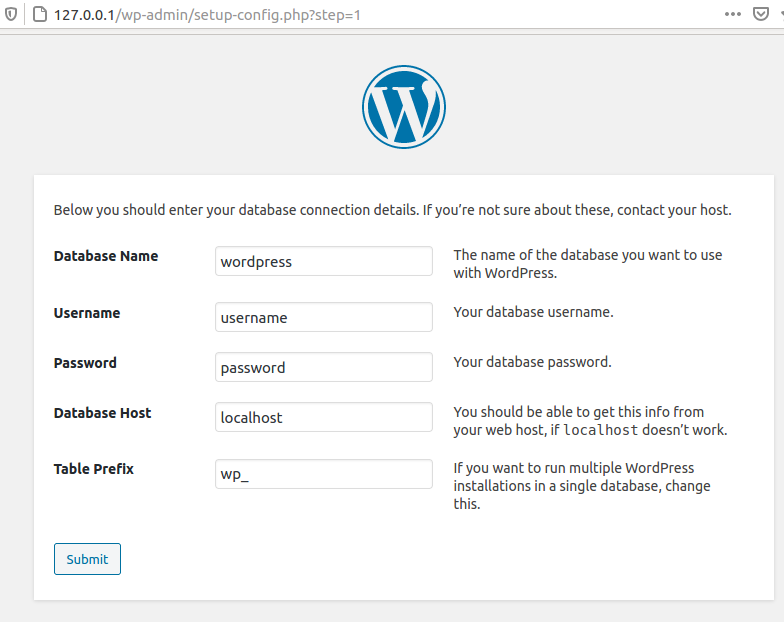 127.0.0.1/wp-admin/setup-config.php?step=1
Below you should enter your database connection details. If you’re not sure about these, contact your host.
Database Name
wordpress
The name of the database you want to use
with WordPress.
Username
username
Your database username.
Password
password
Your database password.
Database Host
localhost
You should be able to get this info from
your web host, if localhost doesn’t work.
Table Prefix
wp_
If you want to run multiple WordPress
installations in a single database, change
this.
Submit